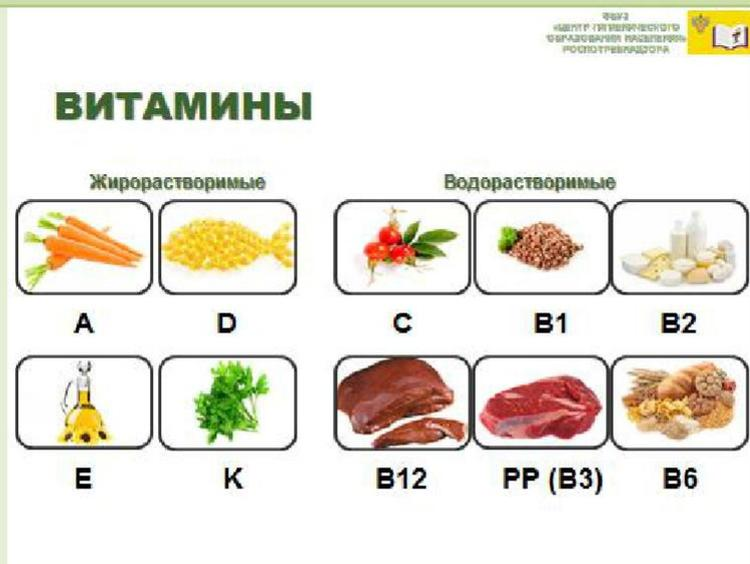 ФБУЗ
«ЦЕНТР ГИГИЕНИЧЕСКОГО
ОБРАЗОВАНИЯ НАСЕЛЕНИЯ»
РОСПОТРЕБНАДЗОРА
ВИТАМИНЫ
Жирорастворимые
Водорастворимые
A D C B1 B2
E K B12 PP (B3) B6